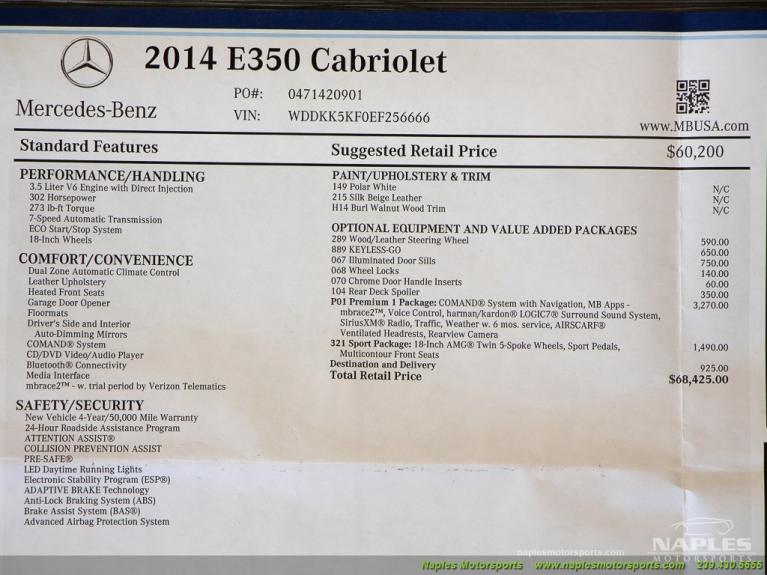 2014 E350 Cabriolet
Mercedes-Benz
PO#: 0471420901
VIN: WDDKK5KF0EF256666
www.MBUSA.com
Standard Features
Suggested Retail Price $60,200
PERFORMANCE/HANDLING
3.5 Liter V6 Engine with Direct Injection
302 Horsepower
273 lb-ft Torque
7-Speed Automatic Transmission
ECO Start/Stop System
18-Inch Wheels
COMFORT/CONVENIENCE
Dual Zone Automatic Climate Control
Leather Upholstery
Heated Front Seats
Garage Door Opener
Floormats
Driver's Side and Interior
Auto-Dimming Mirrors
COMAND® System
CD/DVD Video/Audio Player
Bluetooth® Connectivity
Media Interface
mbrace2™ - w. trial period by Verizon Telematics
SAFETY/SECURITY
New Vehicle 4-Year/50,000 Mile Warranty
24-Hour Roadside Assistance Program
ATTENTION ASSIST®
COLLISION PREVENTION ASSIST
PRE-SAFE®
LED Daytime Running Lights
Electronic Stability Program (ESP®)
ADAPTIVE BRAKE Technology
Anti-Lock Braking System (ABS)
Brake Assist System (BAS®)
Advanced Airbag Protection System
PAINT/UPHOLSTERY & TRIM
149 Polar White N/C
215 Silk Beige Leather N/C
H14 Burl Walnut Wood Trim N/C
OPTIONAL EQUIPMENT AND VALUE ADDED PACKAGES
289 Wood/Leather Steering Wheel 590.00
889 KEYLESS-GO 650.00
067 Illuminated Door Sills 750.00
068 Wheel Locks 140.00
070 Chrome Door Handle Inserts 60.00
104 Rear Deck Spoiler 350.00
P01 Premium 1 Package: COMAND® System with Navigation, MB Apps - 3,270.00
mbrace2™, Voice Control, harman/kardon® LOGIC7® Surround Sound System,
SiriusXM® Radio, Traffic, Weather w. 6 mos. service, AIRSCARF®
Ventilated Headrests, Rearview Camera
321 Sport Package: 18-Inch AMG® Twin 5-Spoke Wheels, Sport Pedals, 1,490.00
Multicontour Front Seats
Destination and Delivery 925.00
Total Retail Price $68,425.00
NAPLES
MOTORSPORTS
naplesmotorsports.com
Naples Motorsports www.naplesmotorsports.com 239.430.5655